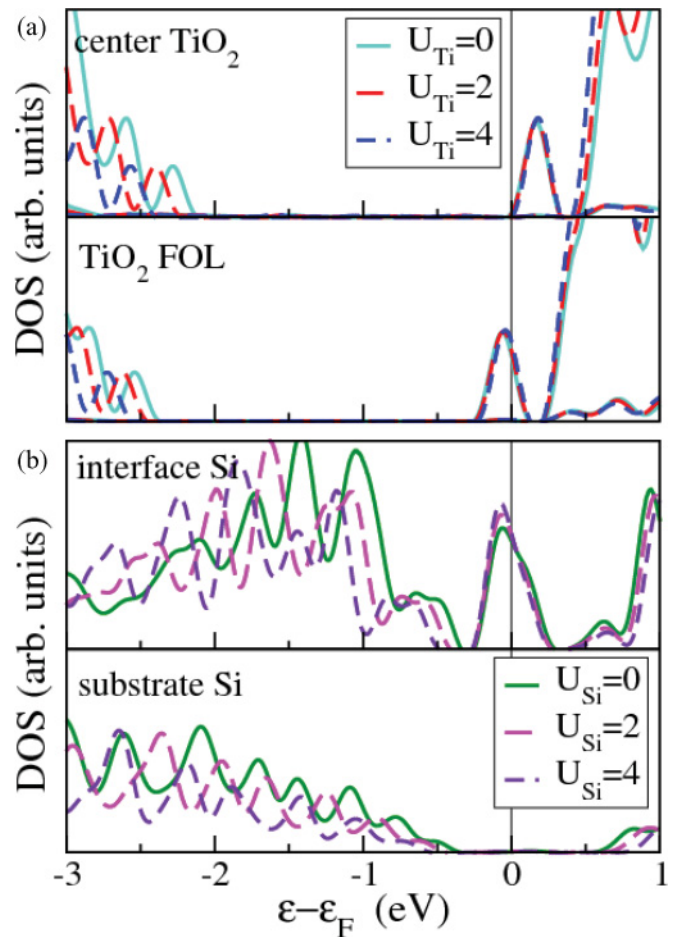 (a)
center TiO₂
U_Ti=0
U_Ti=2
U_Ti=4
TiO₂ FOL
DOS (arb. units)
(b)
interface Si
substrate Si
U_Si=0
U_Si=2
U_Si=4
DOS (arb. units)
-3 -2 -1 0 1
ε−ε_F (eV)